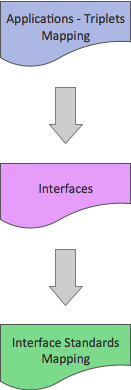 Applications - Triplets
Mapping
Interfaces
Interface Standards
Mapping